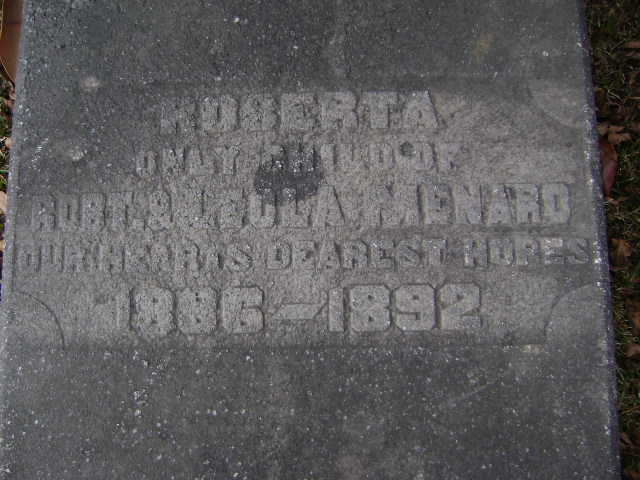 ROBERTA
ONLY CHILD OF
ROBT. & LEOLA MENARD
OUR HEARTS DEAREST HOPES
1886-1892